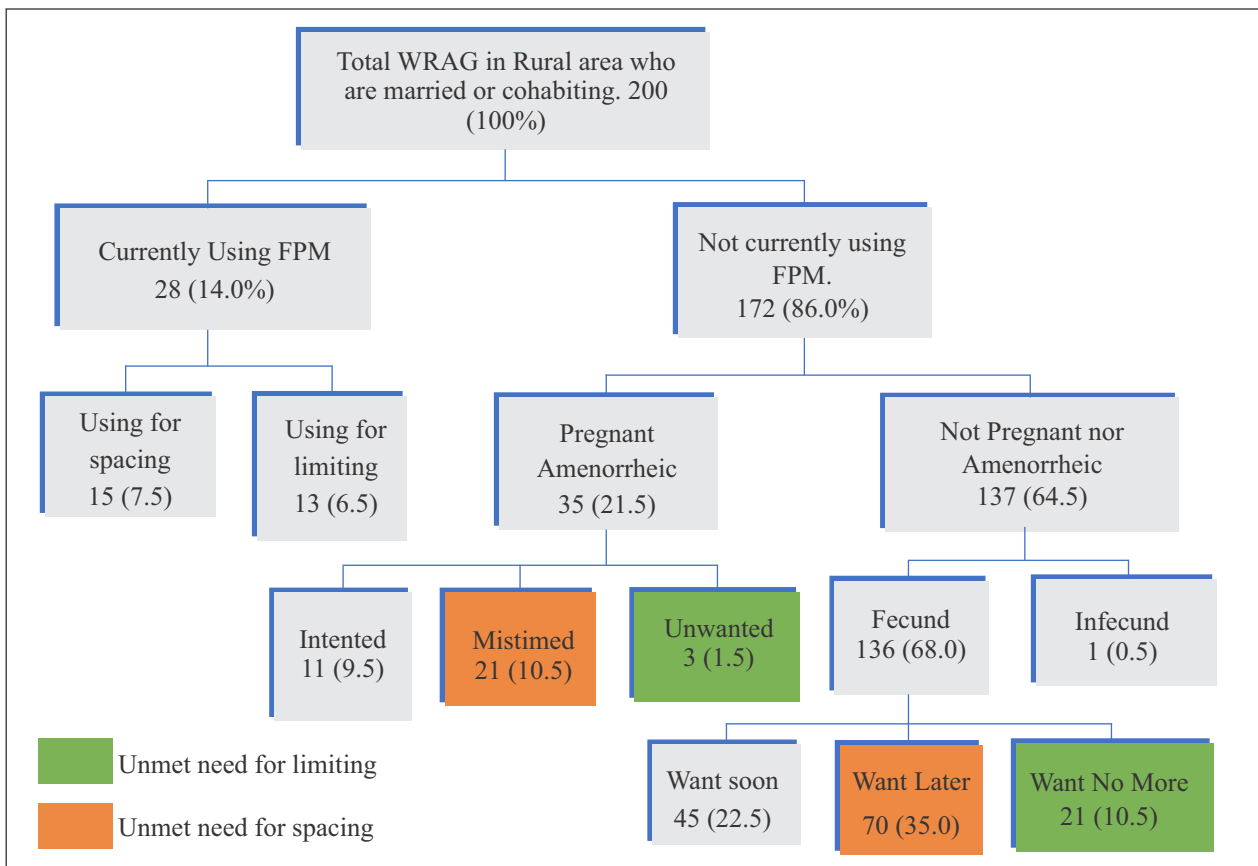 Total WRAG in Rural area who
are married or cohabiting. 200
(100%)
Currently Using FPM
28 (14.0%)
Not currently using
FPM.
172 (86.0%)
Using for
spacing
15 (7.5)
Using for
limiting
13 (6.5)
Pregnant
Amenorrheic
35 (21.5)
Not Pregnant nor
Amenorrheic
137 (64.5)
Intented
11 (9.5)
Mistimed
21 (10.5)
Unwanted
3 (1.5)
Fecund
136 (68.0)
Infecund
1 (0.5)
Want soon
45 (22.5)
Want Later
70 (35.0)
Want No More
21 (10.5)
Unmet need for limiting
Unmet need for spacing